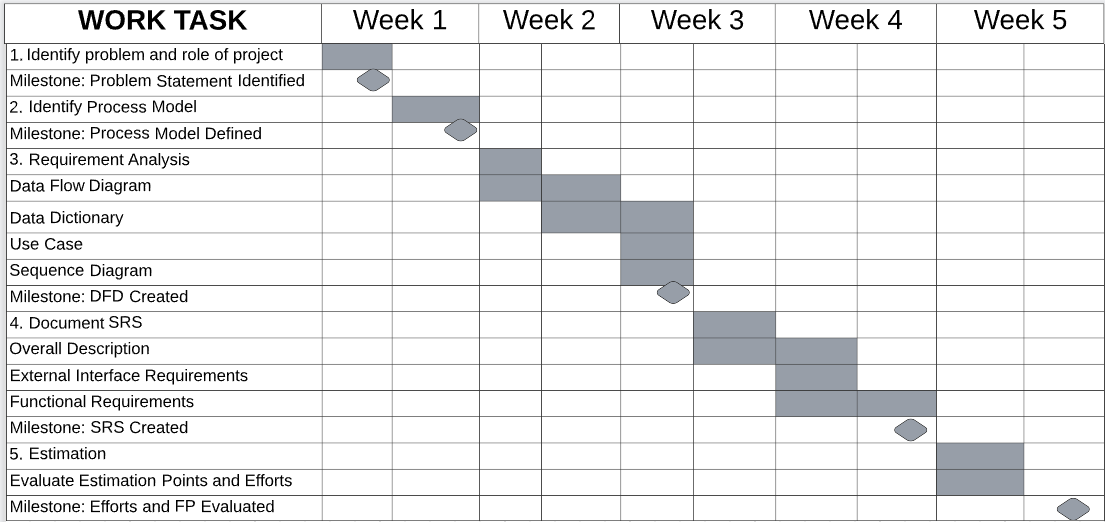 WORK TASK Week 1 Week 2 Week 3 Week 4 Week 5
1. Identify problem and role of project
Milestone: Problem Statement Identified
2. Identify Process Model
Milestone: Process Model Defined
3. Requirement Analysis
Data Flow Diagram
Data Dictionary
Use Case
Sequence Diagram
Milestone: DFD Created
4. Document SRS
Overall Description
External Interface Requirements
Functional Requirements
Milestone: SRS Created
5. Estimation
Evaluate Estimation Points and Efforts
Milestone: Efforts and FP Evaluated